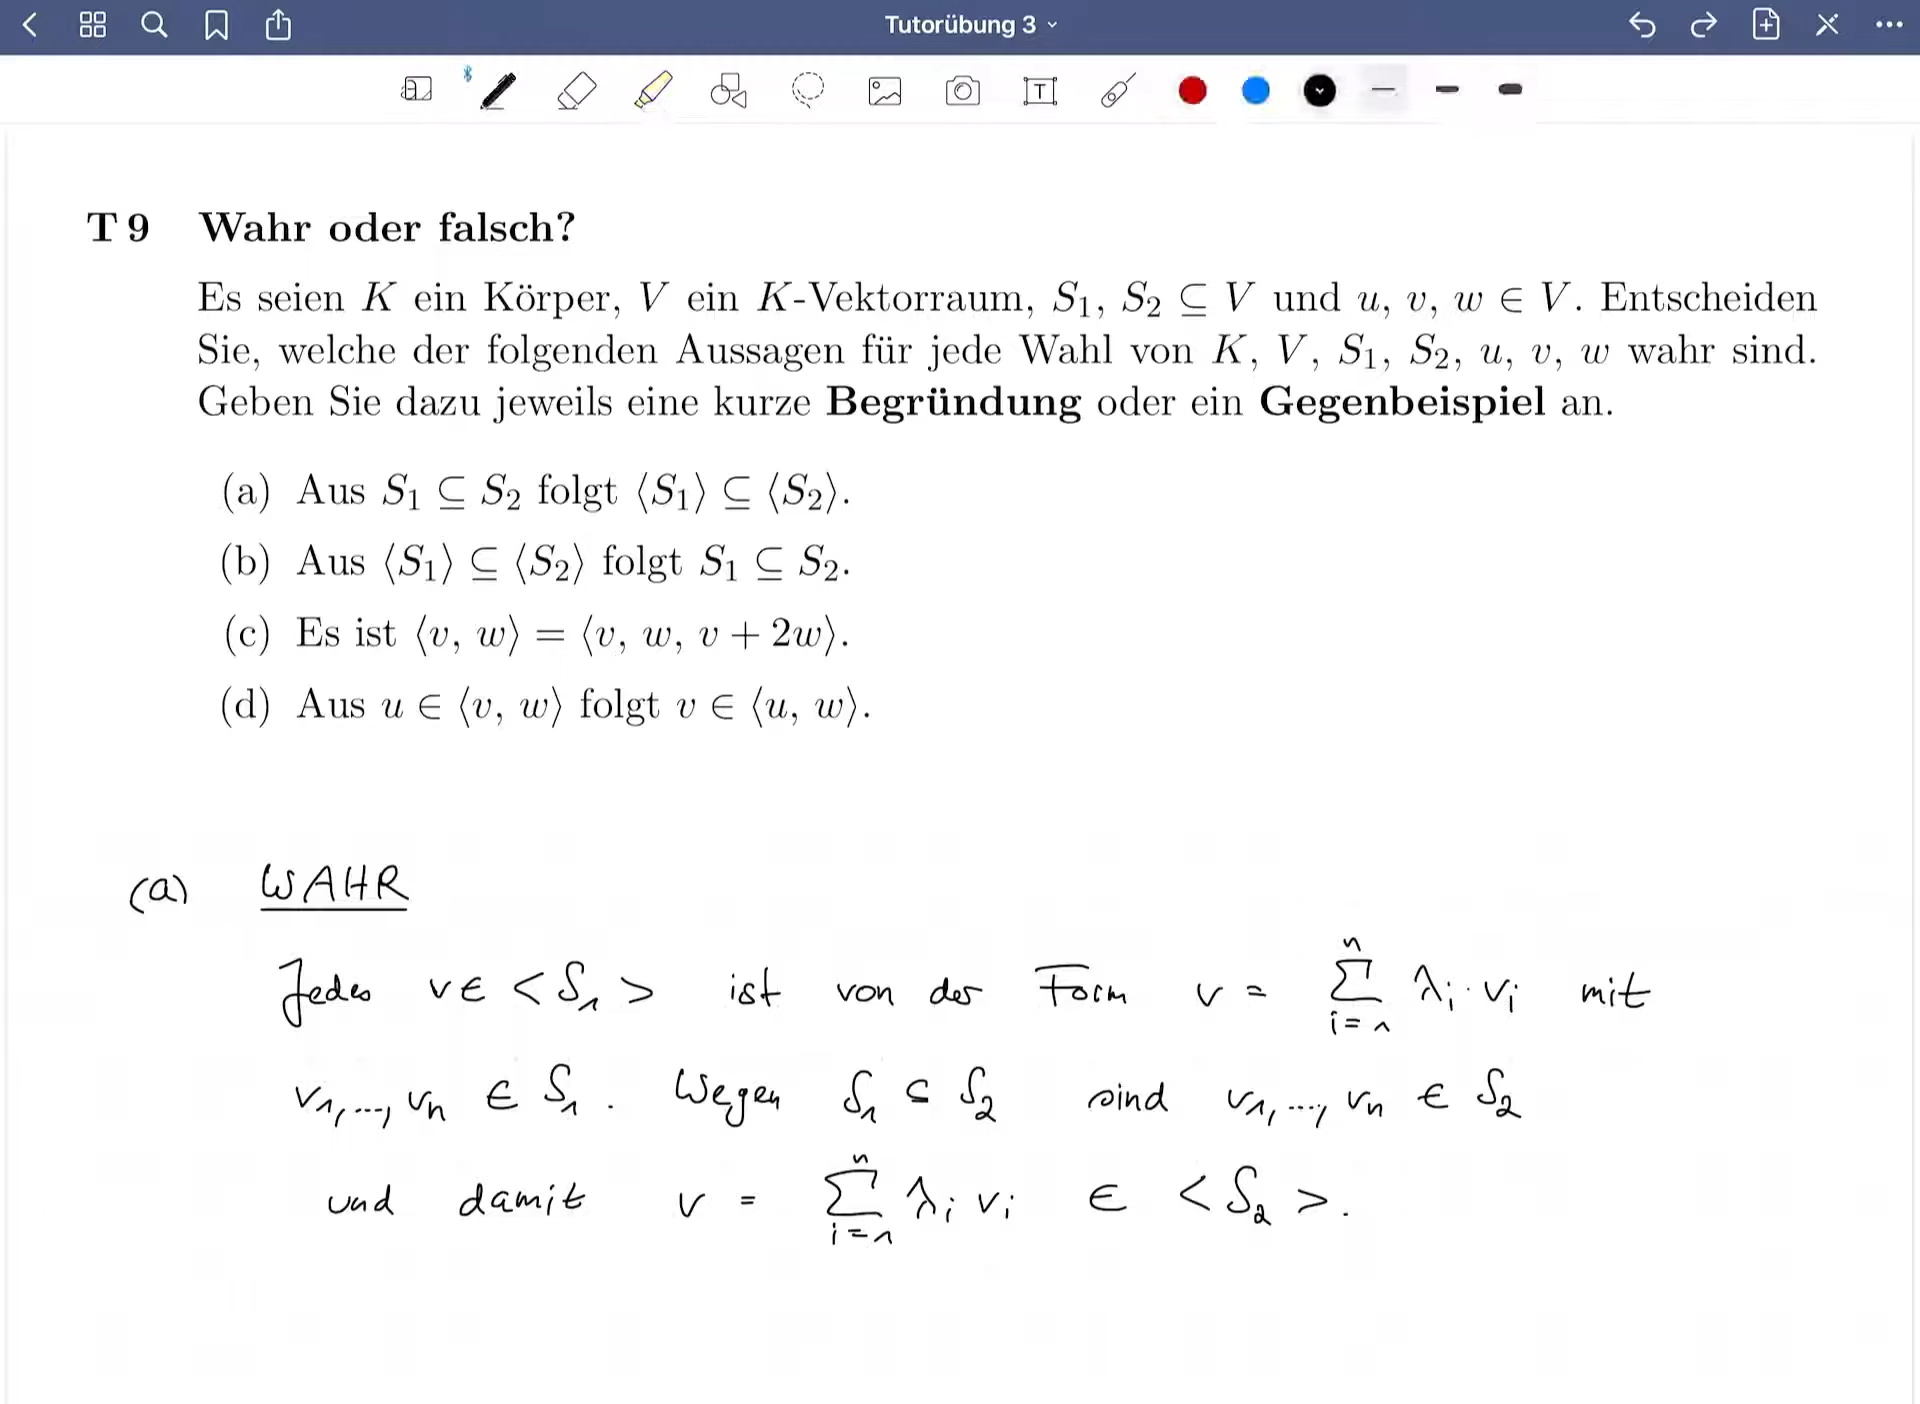 Tutorübung 3
T 9 Wahr oder falsch?
Es seien K ein Körper, V ein K-Vektorraum, S₁, S₂ ⊆ V und u, v, w ∈ V. Entscheiden
Sie, welche der folgenden Aussagen für jede Wahl von K, V, S₁, S₂, u, v, w wahr sind.
Geben Sie dazu jeweils eine kurze Begründung oder ein Gegenbeispiel an.
(a) Aus S₁ ⊆ S₂ folgt ⟨S₁⟩ ⊆ ⟨S₂⟩.
(b) Aus ⟨S₁⟩ ⊆ ⟨S₂⟩ folgt S₁ ⊆ S₂.
(c) Es ist ⟨v, w⟩ = ⟨v, w, v + 2w⟩.
(d) Aus u ∈ ⟨v, w⟩ folgt v ∈ ⟨u, w⟩.
(a) WAHR
Jedes v ∈ <S₁> ist von der Form v = ∑ᵢ₌₁ⁿ λᵢ · vᵢ mit
v₁, ..., vₙ ∈ S₁. Wegen S₁ ⊆ S₂ sind v₁, ..., vₙ ∈ S₂
und damit v = ∑ᵢ₌₁ⁿ λᵢ vᵢ ∈ <S₂>.